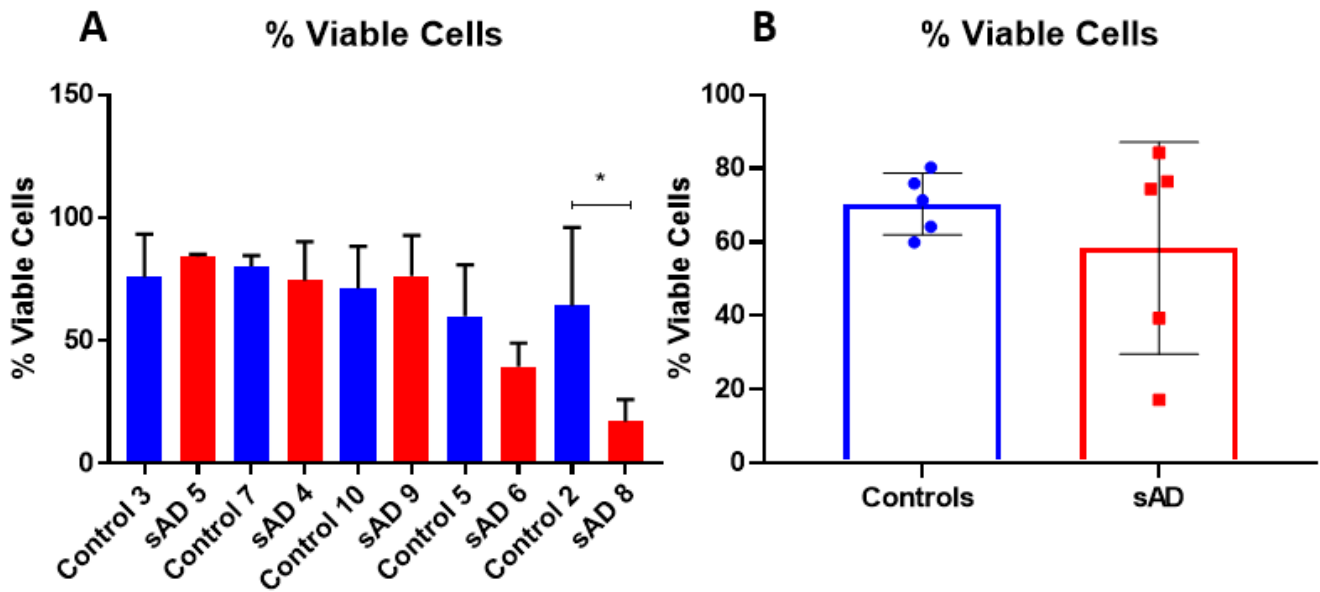 A
% Viable Cells
% Viable Cells
150
100
50
0
*
Control 3
sAD 5
Control 7
sAD 4
Control 10
sAD 9
Control 5
sAD 6
Control 2
sAD 8
B
% Viable Cells
% Viable Cells
100
80
60
40
20
0
Controls
sAD